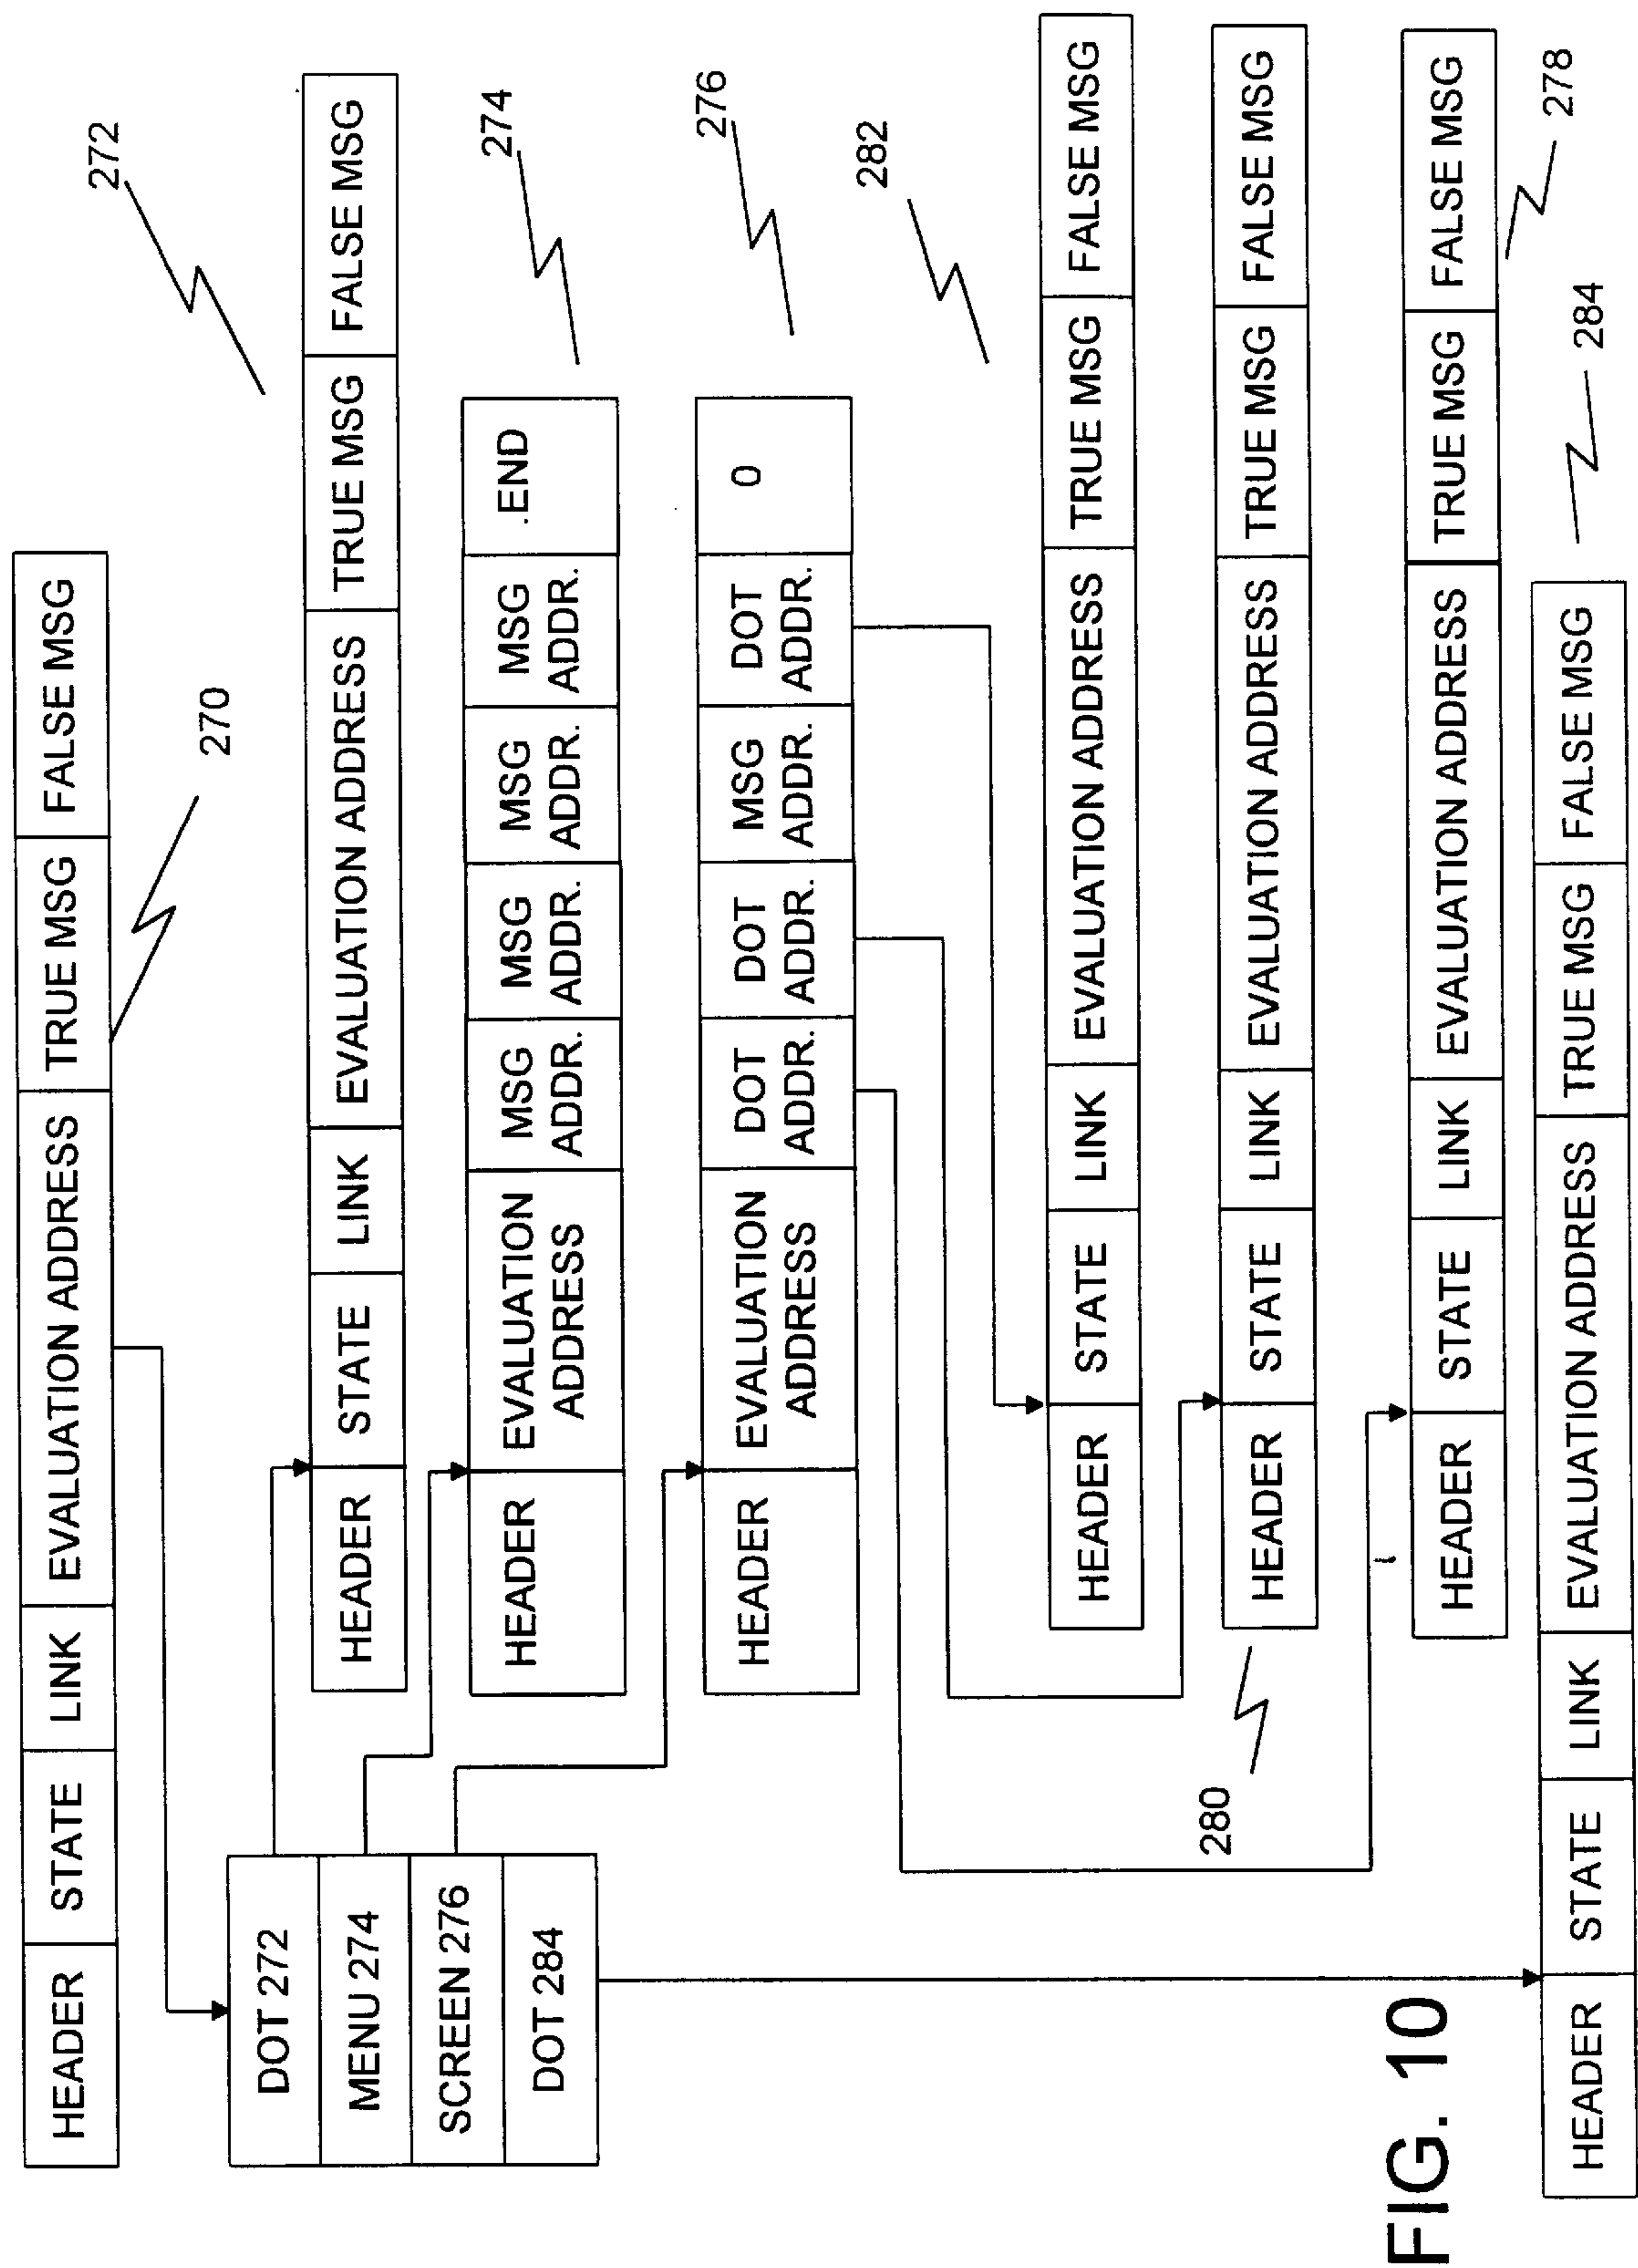 HEADER STATE LINK EVALUATION ADDRESS TRUE MSG FALSE MSG
270
272
DOT 272
MENU 274
SCREEN 276
DOT 284
HEADER STATE LINK EVALUATION ADDRESS TRUE MSG FALSE MSG
274
HEADER EVALUATION ADDRESS MSG ADDR. MSG ADDR. MSG ADDR. MSG ADDR. .END
276
HEADER EVALUATION ADDRESS DOT ADDR. DOT ADDR. MSG ADDR. DOT ADDR. 0
282
HEADER STATE LINK EVALUATION ADDRESS TRUE MSG FALSE MSG
280
HEADER STATE LINK EVALUATION ADDRESS TRUE MSG FALSE MSG
HEADER STATE LINK EVALUATION ADDRESS TRUE MSG FALSE MSG
278
284
HEADER STATE LINK EVALUATION ADDRESS TRUE MSG FALSE MSG
FIG. 10